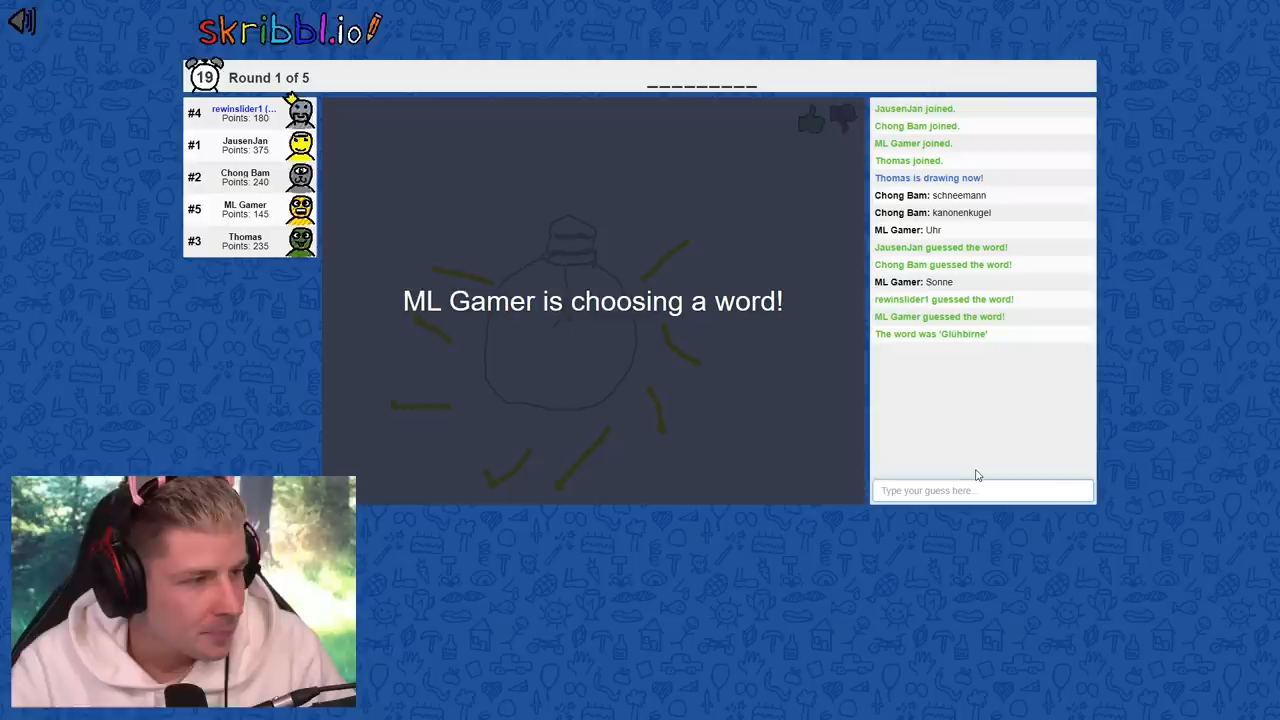 skribbl.io
19
Round 1 of 5
_________
#4
rewinslider1 (...
Points: 180
#1
JausenJan
Points: 375
#2
Chong Bam
Points: 240
#5
ML Gamer
Points: 145
#3
Thomas
Points: 235
ML Gamer is choosing a word!
JausenJan joined.
Chong Bam joined.
ML Gamer joined.
Thomas joined.
Thomas is drawing now!
Chong Bam: schneemann
Chong Bam: kanonenkugel
ML Gamer: Uhr
JausenJan guessed the word!
Chong Bam guessed the word!
ML Gamer: Sonne
rewinslider1 guessed the word!
ML Gamer guessed the word!
The word was 'Glühbirne'
Type your guess here...